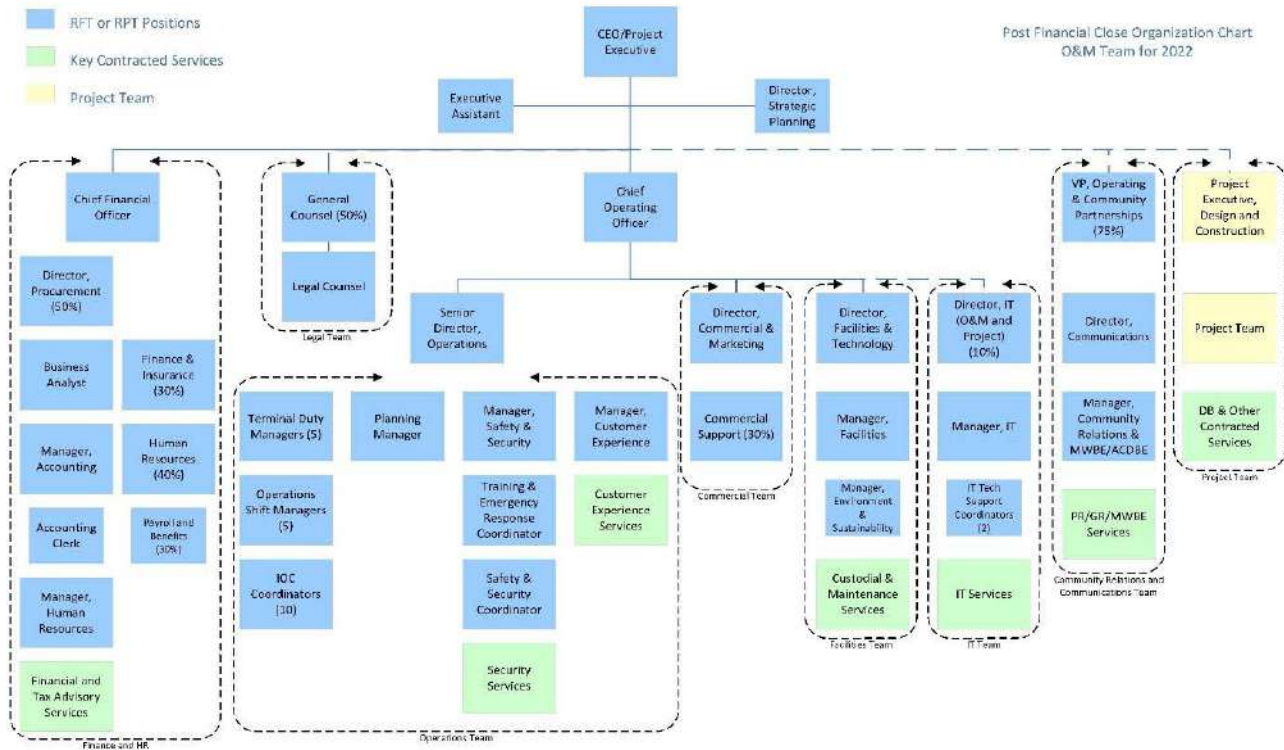 RFT or RPT Positions
Key Contracted Services
Project Team
Post Financial Close Organization Chart
O&M Team for 2022
CEO/Project
Executive
Executive
Assistant
Director,
Strategic
Planning
Chief Financial
Officer
General
Counsel (50%)
Chief
Operating
Officer
VP, Operating
& Community
Partnerships
(75%)
Project
Executive,
Design and
Construction
Director,
Procurement
(50%)
Legal Counsel
Legal Team
Senior
Director,
Operations
Director,
Commercial &
Marketing
Director,
Facilities &
Technology
Director, IT
(O&M and
Project)
(10%)
Director,
Communications
Project Team
Business
Analyst
Finance &
Insurance
(30%)
Terminal Duty
Managers (5)
Planning
Manager
Manager,
Safety &
Security
Manager,
Customer
Experience
Commercial
Support (30%)
Commercial Team
Manager,
Facilities
Manager, IT
Manager,
Community
Relations &
MWBE/ACDBE
DB & Other
Contracted
Services
Project Team
Manager,
Accounting
Human
Resources
(40%)
Operations
Shift Managers
(5)
Training &
Emergency
Response
Coordinator
Customer
Experience
Services
Manager,
Environment
&
Sustainability
IT Tech
Support
Coordinators
(2)
PR/GR/MWBE
Services
Community Relations and
Communications Team
Accounting
Clerk
Payroll and
Benefits
(30%)
IOC
Coordinators
(10)
Safety &
Security
Coordinator
Custodial &
Maintenance
Services
Facilities Team
IT Services
IT Team
Manager,
Human
Resources
Security
Services
Operations Team
Financial and
Tax Advisory
Services
Finance and HR